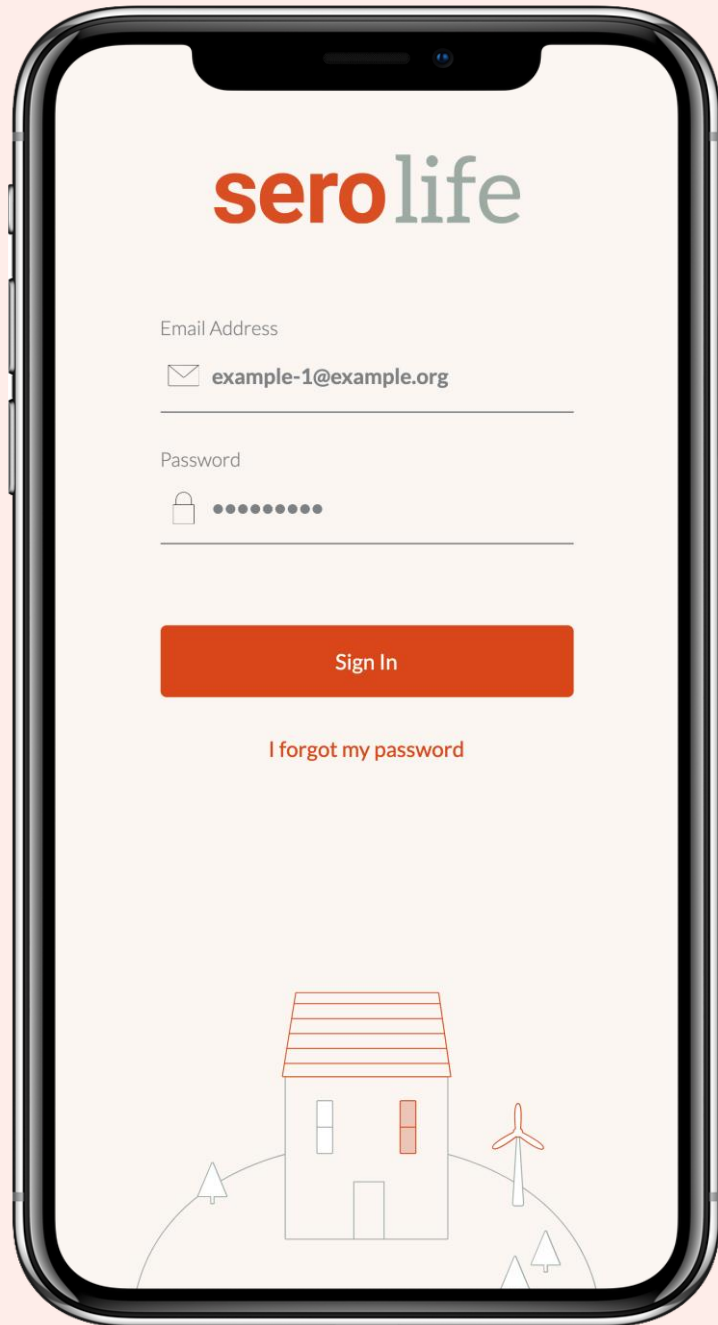 serolife
Email Address
example-1@example.org
Password
•••••••••
Sign In
I forgot my password